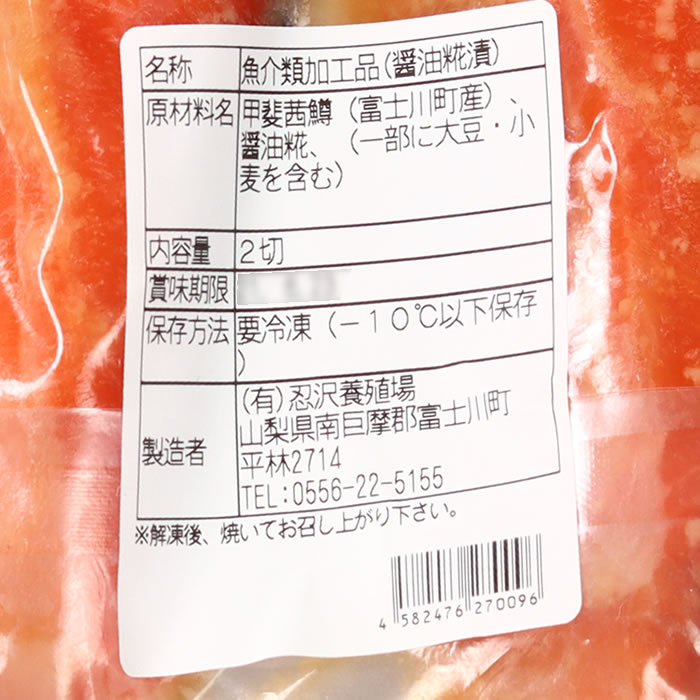 名称 魚介類加工品(醤油糀漬)
原材料名 甲斐茜鱒(富士川町産)、
醤油糀、(一部に大豆・小
麦を含む)
内容量 2切
賞味期限
保存方法 要冷凍(-10℃以下保存
)
製造者 (有)忍沢養殖場
山梨県南巨摩郡富士川町
平林2714
TEL:0556-22-5155
※解凍後、焼いてお召し上がり下さい。
4 582476 270096